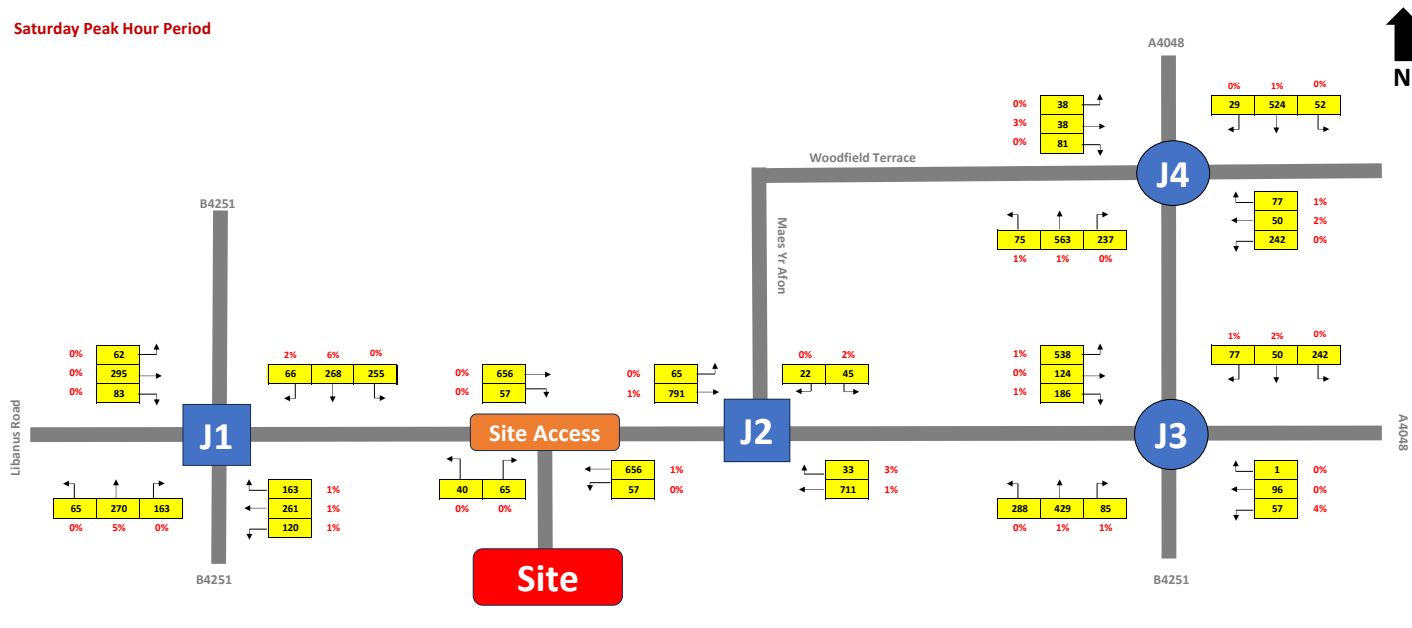 Saturday Peak Hour Period
A4048
N
0% 38
3% 38
0% 81
0% 1% 0%
29 524 52
Woodfield Terrace
J4
B4251
Maes Yr Afon
75 563 237
1% 1% 0%
77 1%
50 2%
242 0%
0% 62
0% 295
0% 83
2% 6% 0%
66 268 255
0% 656
0% 57
0% 65
1% 791
0% 2%
22 45
1% 538
0% 124
1% 186
1% 2% 0%
77 50 242
Libanus Road
J1
Site Access
J2
J3
A4048
65 270 163
0% 5% 0%
163 1%
261 1%
120 1%
40 65
0% 0%
656 1%
57 0%
33 3%
711 1%
288 429 85
0% 1% 1%
1 0%
96 0%
57 4%
B4251
Site
B4251